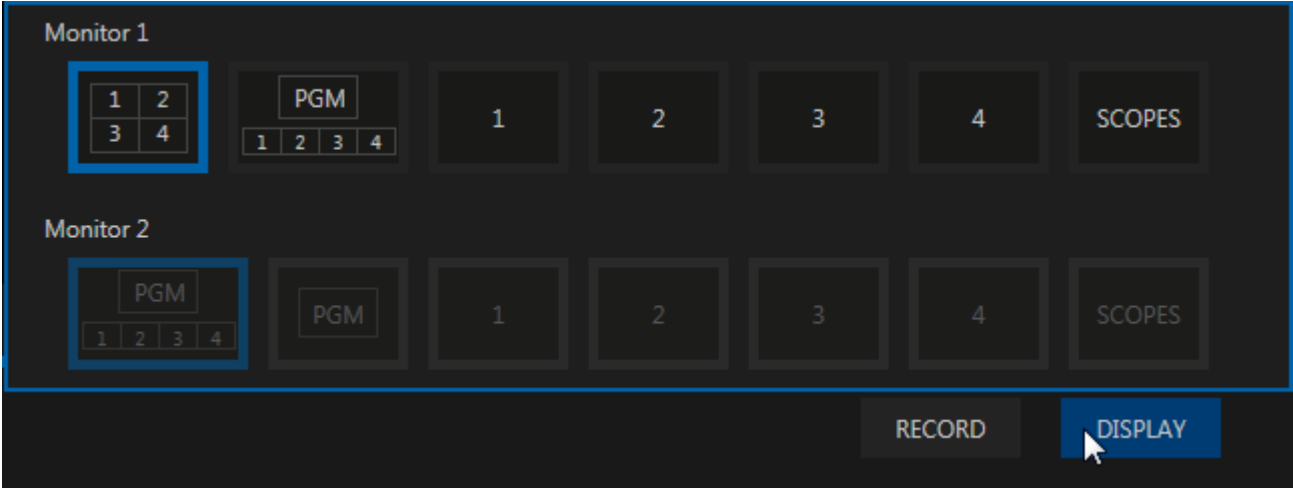 Monitor 1
1 2
3 4
PGM
1 2 3 4
1
2
3
4
SCOPES
Monitor 2
PGM
1 2 3 4
PGM
1
2
3
4
SCOPES
RECORD
DISPLAY